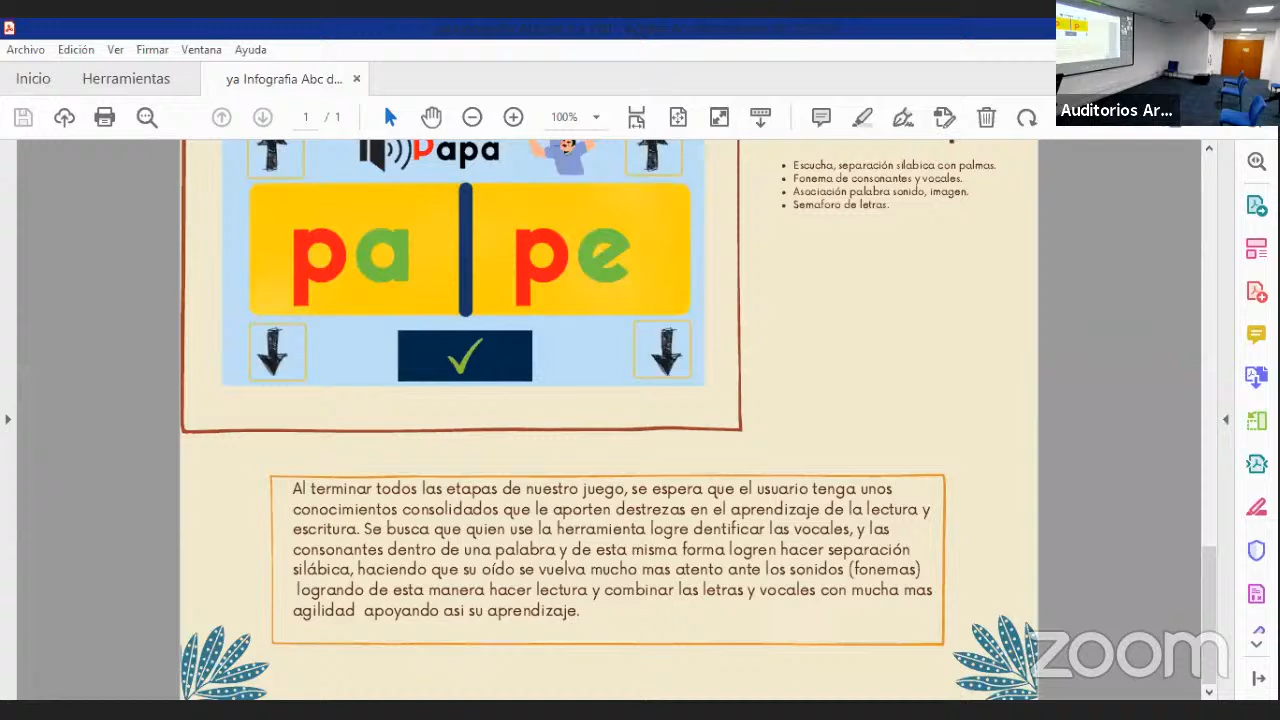 Archivo Edición Ver Firmar Ventana Ayuda
Inicio Herramientas ya Infografia Abc d... ×
1 / 1 100%
Auditorios Ar...
Papa
pa pe
Escucha, separación silabica con palmas.
Fonema de consonantes y vocales.
Asociación palabra sonido, imagen.
Semaforo de letras.
Al terminar todos las etapas de nuestro juego, se espera que el usuario tenga unos
conocimientos consolidados que le aporten destrezas en el aprendizaje de la lectura y
escritura. Se busca que quien use la herramienta logre dentificar las vocales, y las
consonantes dentro de una palabra y de esta misma forma logren hacer separación
silábica, haciendo que su oído se vuelva mucho mas atento ante los sonidos (fonemas)
logrando de esta manera hacer lectura y combinar las letras y vocales con mucha mas
agilidad apoyando asi su aprendizaje.
zoom